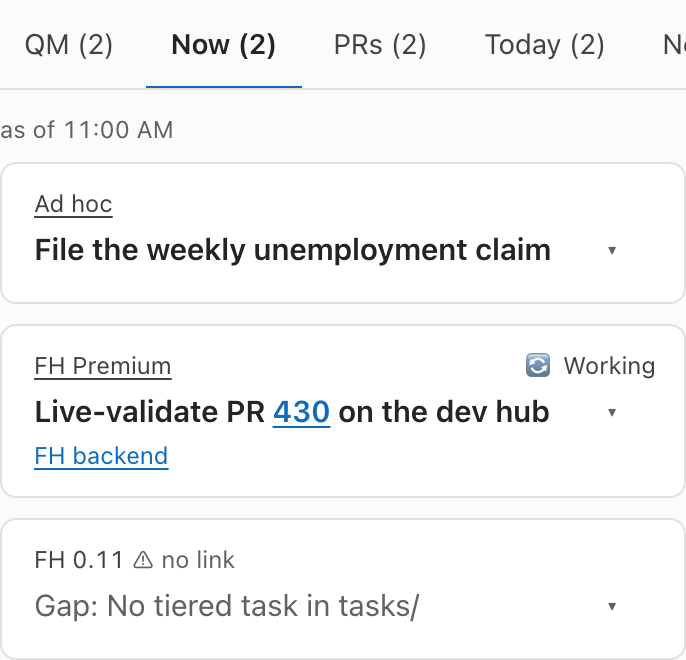 QM (2) Now (2) PRs (2) Today (2)
as of 11:00 AM
Ad hoc
File the weekly unemployment claim
FH Premium Working
Live-validate PR 430 on the dev hub
FH backend
FH 0.11 ⚠ no link
Gap: No tiered task in tasks/